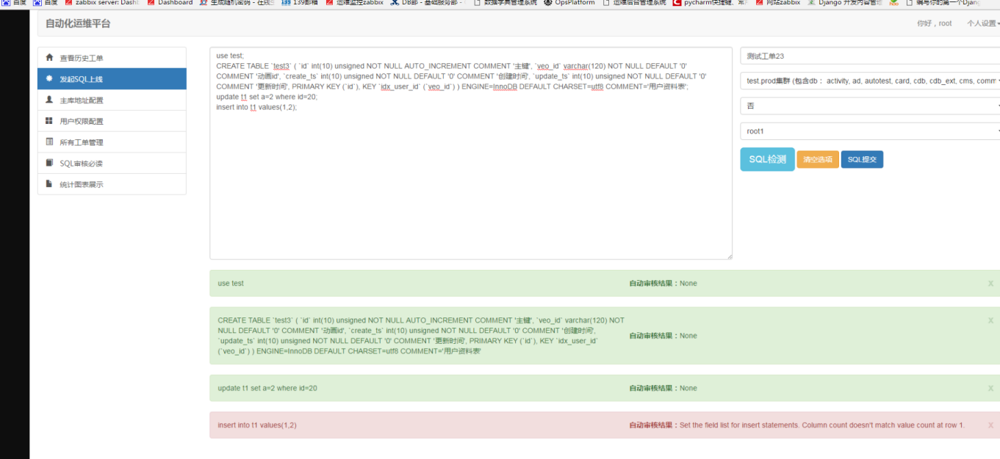 百度 百度 zabbix server: Dash Dashboard 生成随机密码 - 在线 139邮箱 运维监控zabbix DB部 - 基础服务部 - 数据字典管理系统 OpsPlatform 运维后台管理系统 pycharm快捷键、常 网站zabbix Django 开发内容管理 编写你的第一个Djang
自动化运维平台 你好，root 个人设置
查看历史工单
发起SQL上线
主库地址配置
用户权限配置
所有工单管理
SQL审核必读
统计图表展示
use test;
CREATE TABLE `test3` ( `id` int(10) unsigned NOT NULL AUTO_INCREMENT COMMENT '主键', `veo_id` varchar(120) NOT NULL DEFAULT '0'
COMMENT '动画id', `create_ts` int(10) unsigned NOT NULL DEFAULT '0' COMMENT '创建时间', `update_ts` int(10) unsigned NOT NULL DEFAULT '0'
COMMENT '更新时间', PRIMARY KEY (`id`), KEY `idx_user_id` (`veo_id`) ) ENGINE=InnoDB DEFAULT CHARSET=utf8 COMMENT='用户资料表';
update t1 set a=2 where id=20;
insert into t1 values(1,2);
测试工单23
test.prod集群 (包含db： activity, ad, autotest, card, cdb, cdb_ext, cms, comm
否
root1
SQL检测 清空选项 SQL提交
use test 自动审核结果：None X
CREATE TABLE `test3` ( `id` int(10) unsigned NOT NULL AUTO_INCREMENT COMMENT '主键', `veo_id` varchar(120) NOT
NULL DEFAULT '0' COMMENT '动画id', `create_ts` int(10) unsigned NOT NULL DEFAULT '0' COMMENT '创建时间',
`update_ts` int(10) unsigned NOT NULL DEFAULT '0' COMMENT '更新时间', PRIMARY KEY (`id`), KEY `idx_user_id`
(`veo_id`) ) ENGINE=InnoDB DEFAULT CHARSET=utf8 COMMENT='用户资料表'
自动审核结果：None X
update t1 set a=2 where id=20 自动审核结果：None X
insert into t1 values(1,2) 自动审核结果：Set the field list for insert statements. Column count doesn't match value count at row 1. X